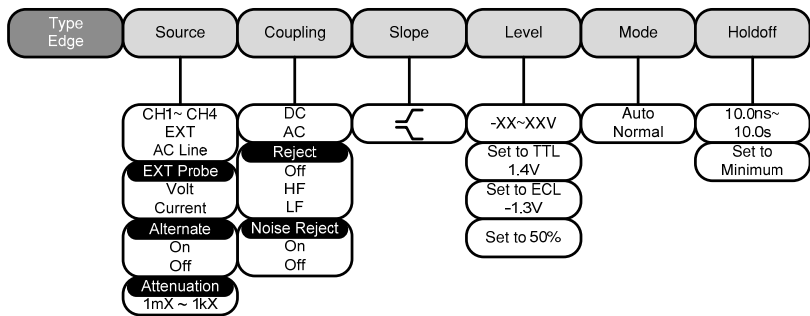 Type
Edge
Source
Coupling
Slope
Level
Mode
Holdoff
CH1~ CH4
EXT
AC Line
EXT Probe
Volt
Current
Alternate
On
Off
Attenuation
1mX ~ 1kX
DC
AC
Reject
Off
HF
LF
Noise Reject
On
Off
-XX~XXV
Set to TTL
1.4V
Set to ECL
-1.3V
Set to 50%
Auto
Normal
10.0ns~
10.0s
Set to
Minimum